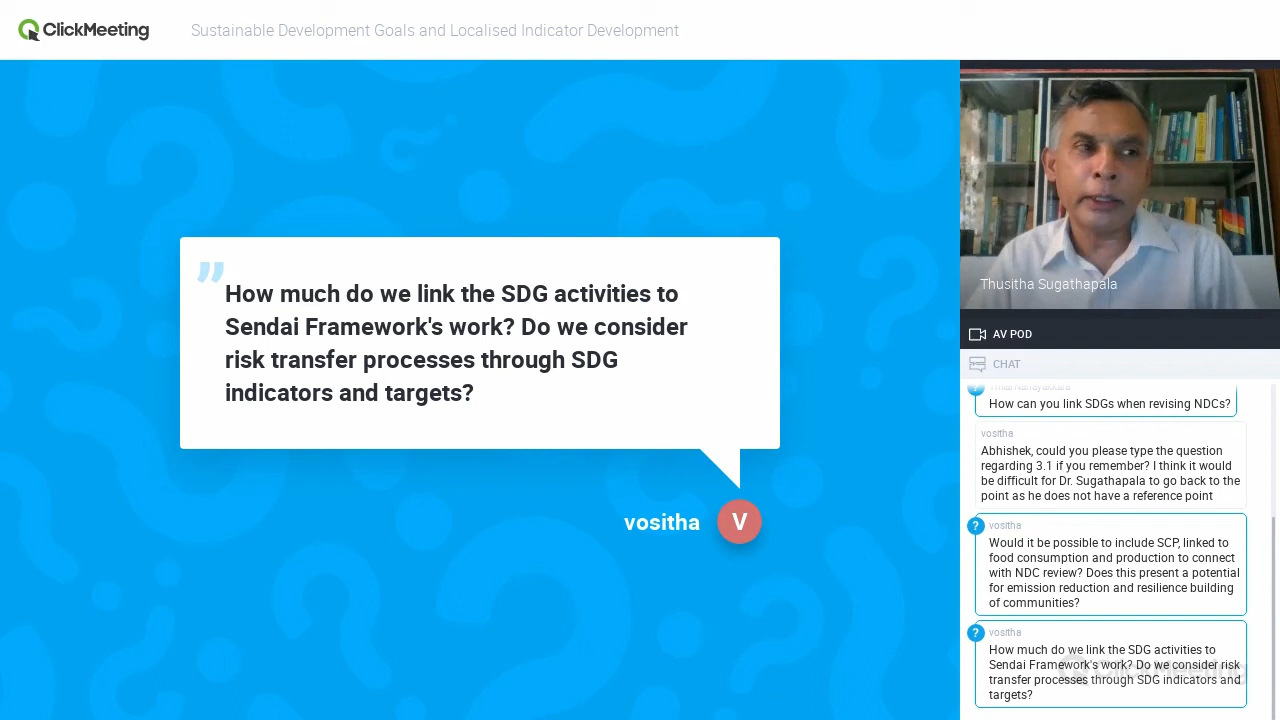 ClickMeeting
Sustainable Development Goals and Localised Indicator Development
How much do we link the SDG activities to
Sendai Framework's work? Do we consider
risk transfer processes through SDG
indicators and targets?
vositha
V
Thusitha Sugathapala
AV POD
CHAT
?
How can you link SDGs when revising NDCs?
vositha
Abhishek, could you please type the question
regarding 3.1 if you remember? I think it would
be difficult for Dr. Sugathapala to go back to the
point as he does not have a reference point
?
vositha
Would it be possible to include SCP, linked to
food consumption and production to connect
with NDC review? Does this present a potential
for emission reduction and resilience building
of communities?
?
vositha
How much do we link the SDG activities to
Sendai Framework's work? Do we consider risk
transfer processes through SDG indicators and
targets?
ClickMeeting